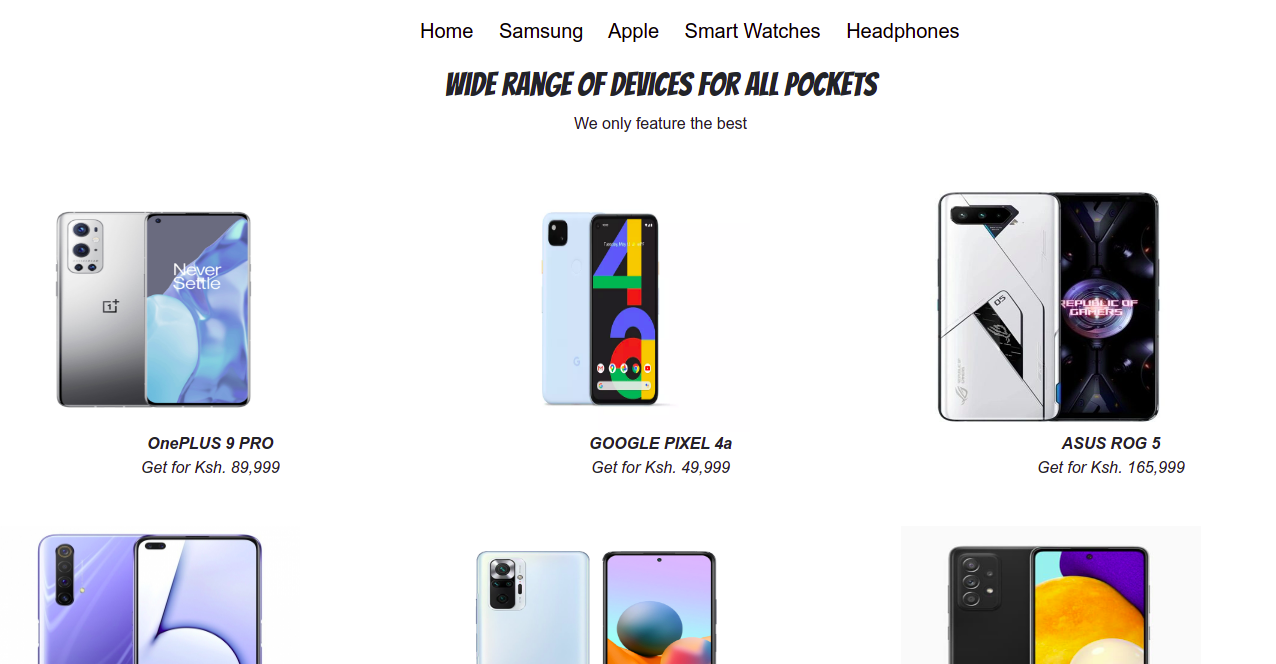 Home Samsung Apple Smart Watches Headphones
WIDE RANGE OF DEVICES FOR ALL POCKETS
We only feature the best
Never
Settle
REPUBLIC OF
GAMERS
05
OnePLUS 9 PRO
Get for Ksh. 89,999
GOOGLE PIXEL 4a
Get for Ksh. 49,999
ASUS ROG 5
Get for Ksh. 165,999